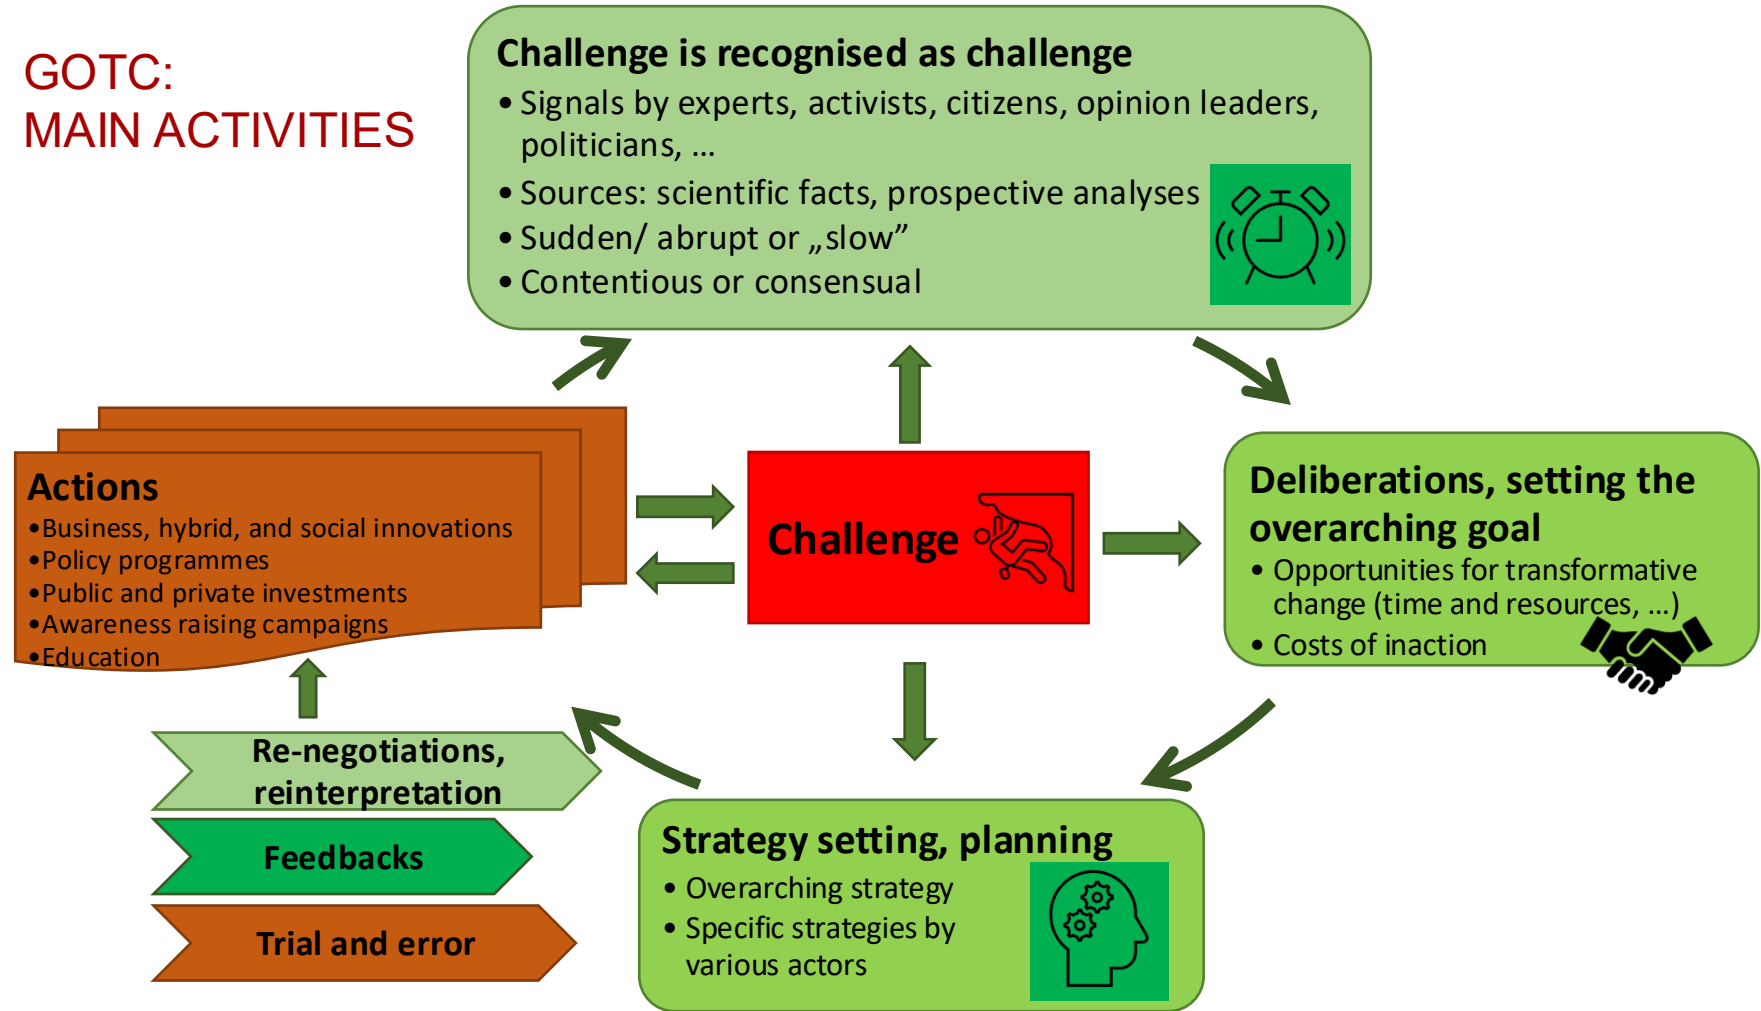 GOTC:
MAIN ACTIVITIES
Challenge is recognised as challenge
• Signals by experts, activists, citizens, opinion leaders,
politicians, …
• Sources: scientific facts, prospective analyses
• Sudden/ abrupt or „slow”
• Contentious or consensual
Actions
•Business, hybrid, and social innovations
•Policy programmes
•Public and private investments
•Awareness raising campaigns
•Education
Challenge
Deliberations, setting the
overarching goal
• Opportunities for transformative
change (time and resources, …)
• Costs of inaction
Re-negotiations,
reinterpretation
Feedbacks
Trial and error
Strategy setting, planning
• Overarching strategy
• Specific strategies by
various actors